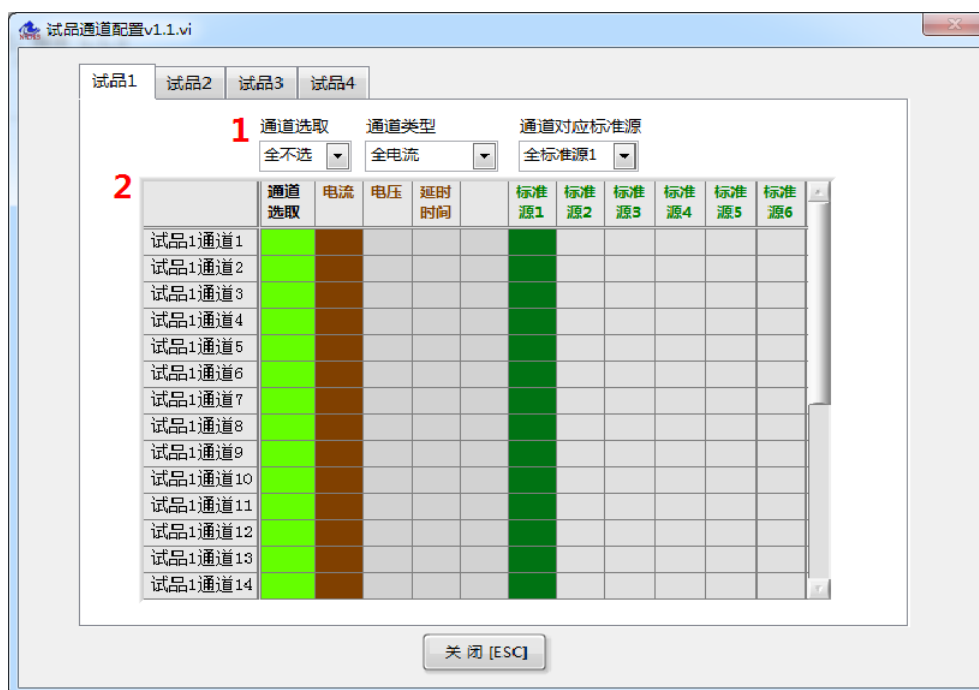 试品通道配置v1.1.vi
试品1 试品2 试品3 试品4
1 通道选取 通道类型 通道对应标准源
全不选 全电流 全标准源1
2 通道选取 电流 电压 延时时间 标准源1 标准源2 标准源3 标准源4 标准源5 标准源6
试品1通道1
试品1通道2
试品1通道3
试品1通道4
试品1通道5
试品1通道6
试品1通道7
试品1通道8
试品1通道9
试品1通道10
试品1通道11
试品1通道12
试品1通道13
试品1通道14
关 闭 [ESC]